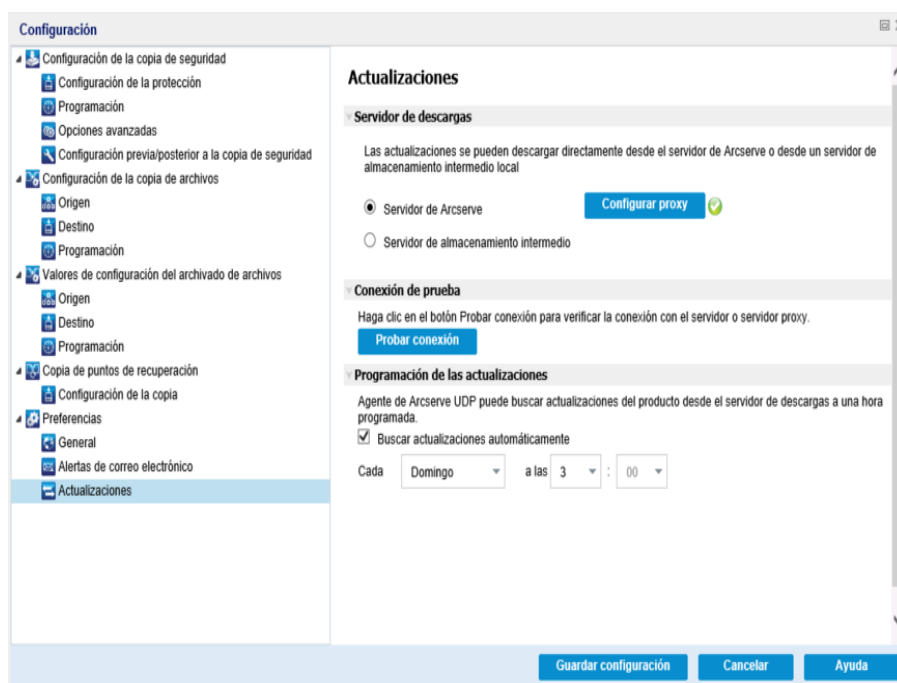 Configuración
Configuración de la copia de seguridad
Configuración de la protección
Programación
Opciones avanzadas
Configuración previa/posterior a la copia de seguridad
Configuración de la copia de archivos
Origen
Destino
Programación
Valores de configuración del archivado de archivos
Origen
Destino
Programación
Copia de puntos de recuperación
Configuración de la copia
Preferencias
General
Alertas de correo electrónico
Actualizaciones
Actualizaciones
Servidor de descargas
Las actualizaciones se pueden descargar directamente desde el servidor de Arcserve o desde un servidor de
almacenamiento intermedio local
Servidor de Arcserve Configurar proxy
Servidor de almacenamiento intermedio
Conexión de prueba
Haga clic en el botón Probar conexión para verificar la conexión con el servidor o servidor proxy.
Probar conexión
Programación de las actualizaciones
Agente de Arcserve UDP puede buscar actualizaciones del producto desde el servidor de descargas a una hora
programada.
Buscar actualizaciones automáticamente
Cada Domingo a las 3 : 00
Guardar configuración Cancelar Ayuda